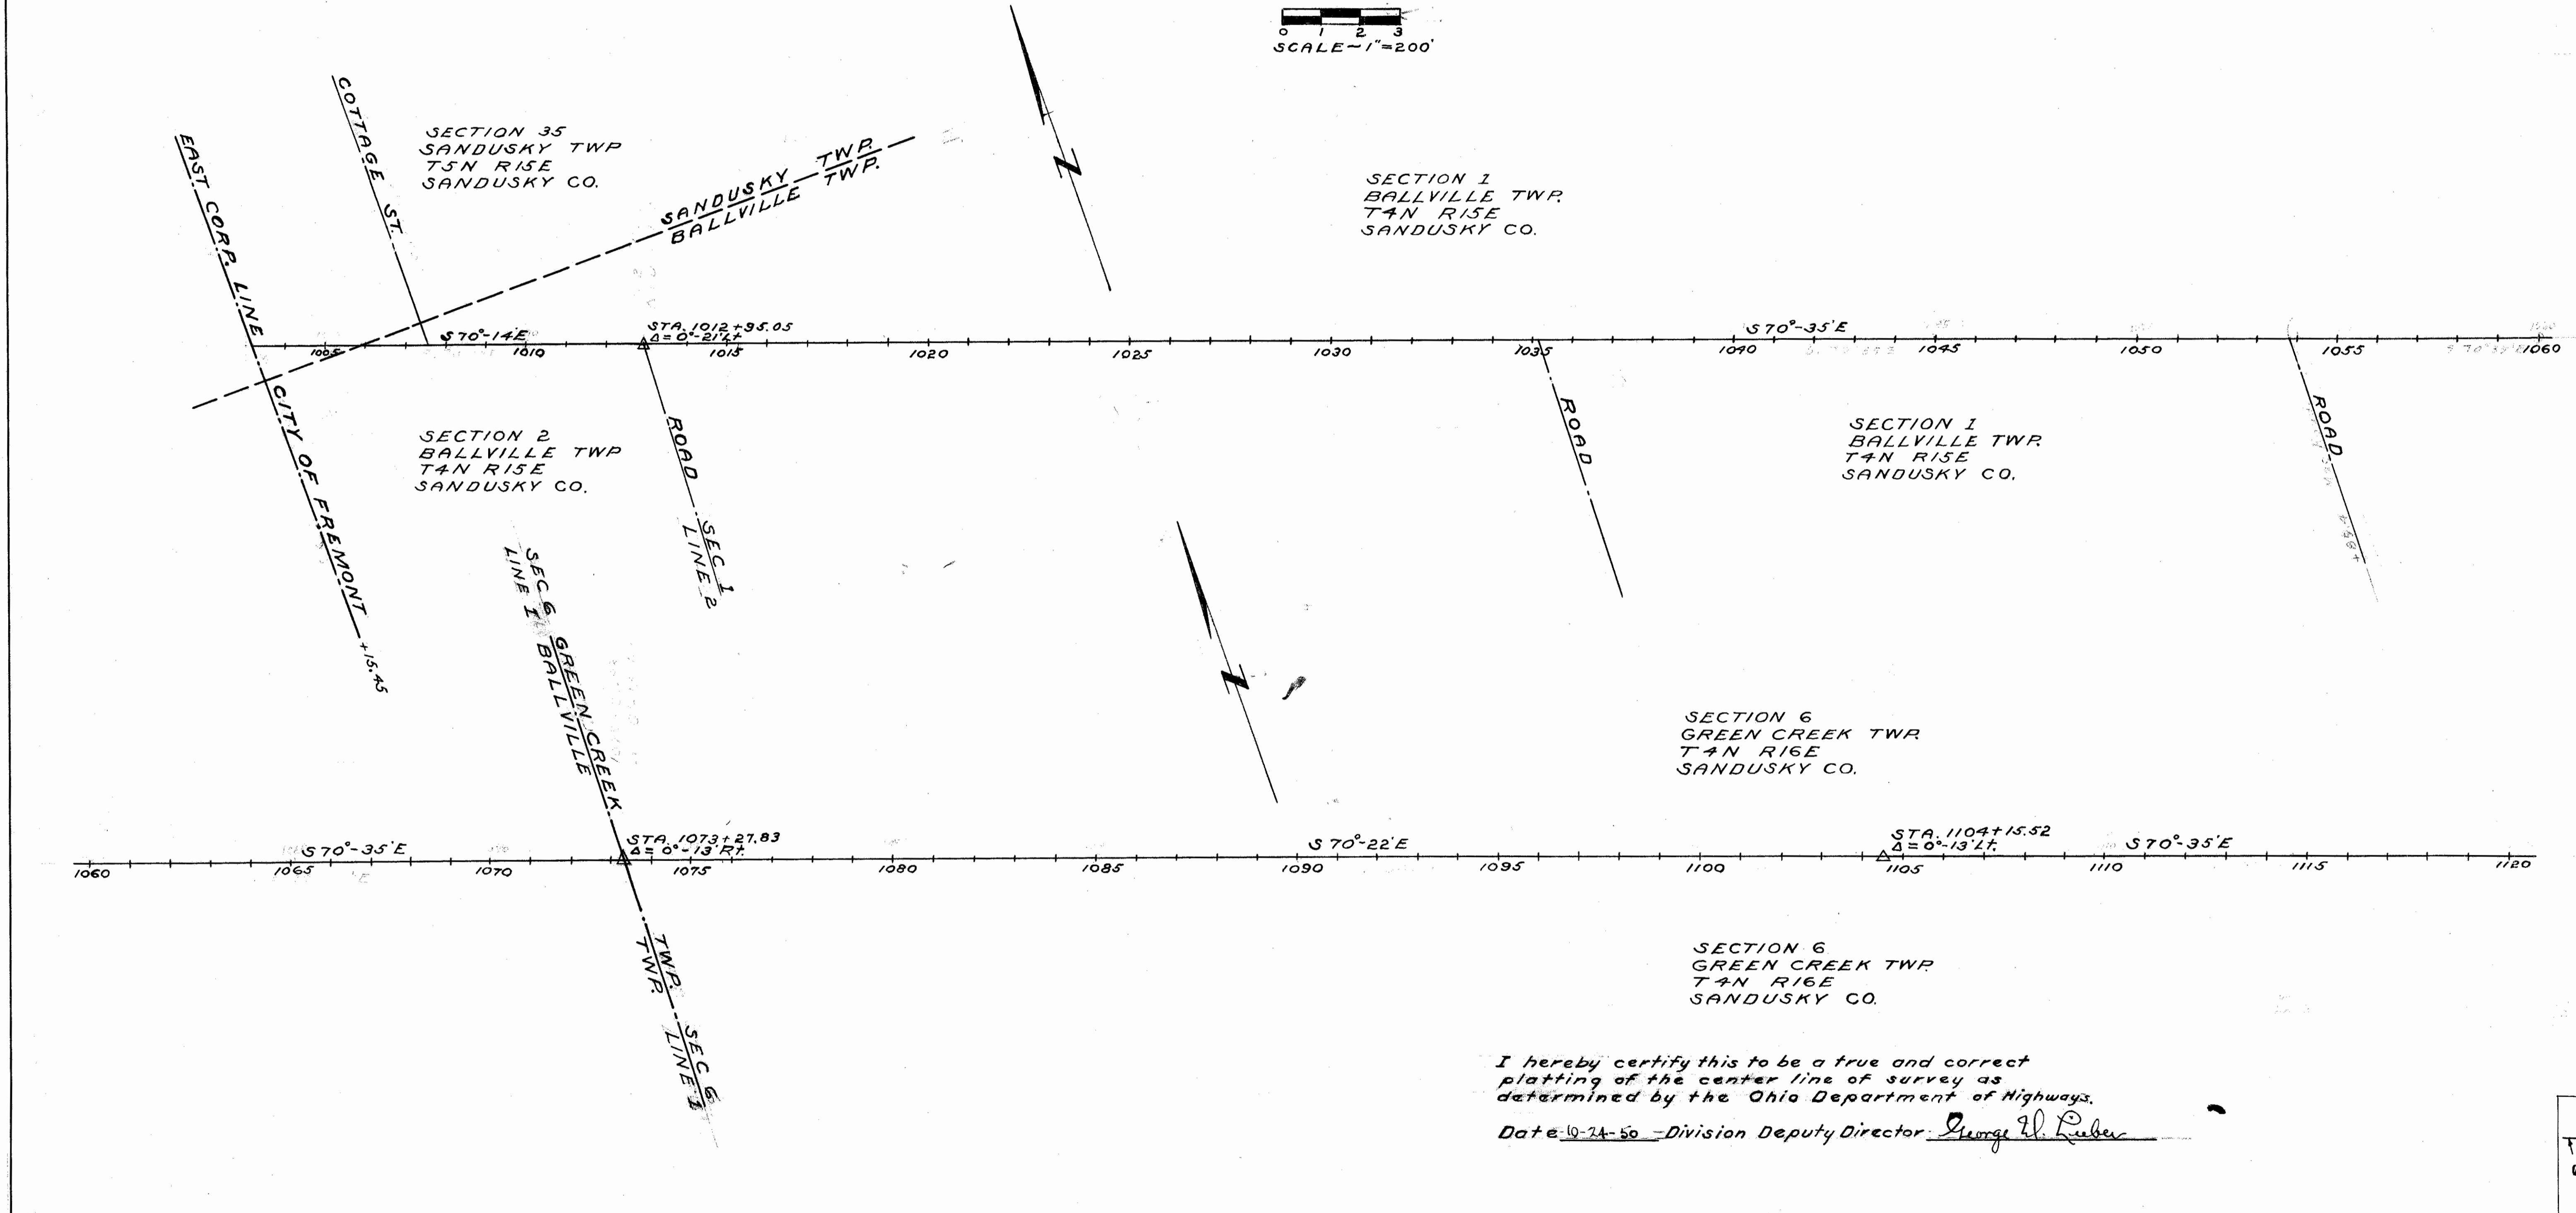 0 1 2 3
SCALE~1"=200'
COTTAGE ST.
EAST CORP. LINE
CITY OF FREMONT
+15.45
SECTION 35
SANDUSKY TWP
T5N R15E
SANDUSKY CO.
SANDUSKY TWP.
BALLVILLE TWP.
SECTION 1
BALLVILLE TWP.
T4N R15E
SANDUSKY CO.
S 70°-14'E
STA. 1012+95.05
Δ= 0°-21' Lt
S 70°-35'E
1005 1010 1015 1020 1025 1030 1035 1040 1045 1050 1055 1060
SECTION 2
BALLVILLE TWP
T4N R15E
SANDUSKY CO.
ROAD
SEC 1
LINE 2
ROAD
SECTION 1
BALLVILLE TWP.
T4N R15E
SANDUSKY CO.
ROAD
SEC 6 GREEN CREEK
LINE 1 BALLVILLE
SECTION 6
GREEN CREEK TWP.
T4N R16E
SANDUSKY CO.
S 70°-35'E
STA. 1073+27.83
Δ= 0°-13' Rt.
S 70°-22'E
STA. 1104+15.52
Δ= 0°-13' Lt.
S 70°-35'E
1060 1065 1070 1075 1080 1085 1090 1095 1100 1105 1110 1115 1120
TWP. SEC 6
TWP. LINE 1
SECTION 6
GREEN CREEK TWP.
T4N R16E
SANDUSKY CO.
I hereby certify this to be a true and correct
platting of the center line of survey as
determined by the Ohio Department of Highways.
Date 10-24-50 - Division Deputy Director George W. Lieber